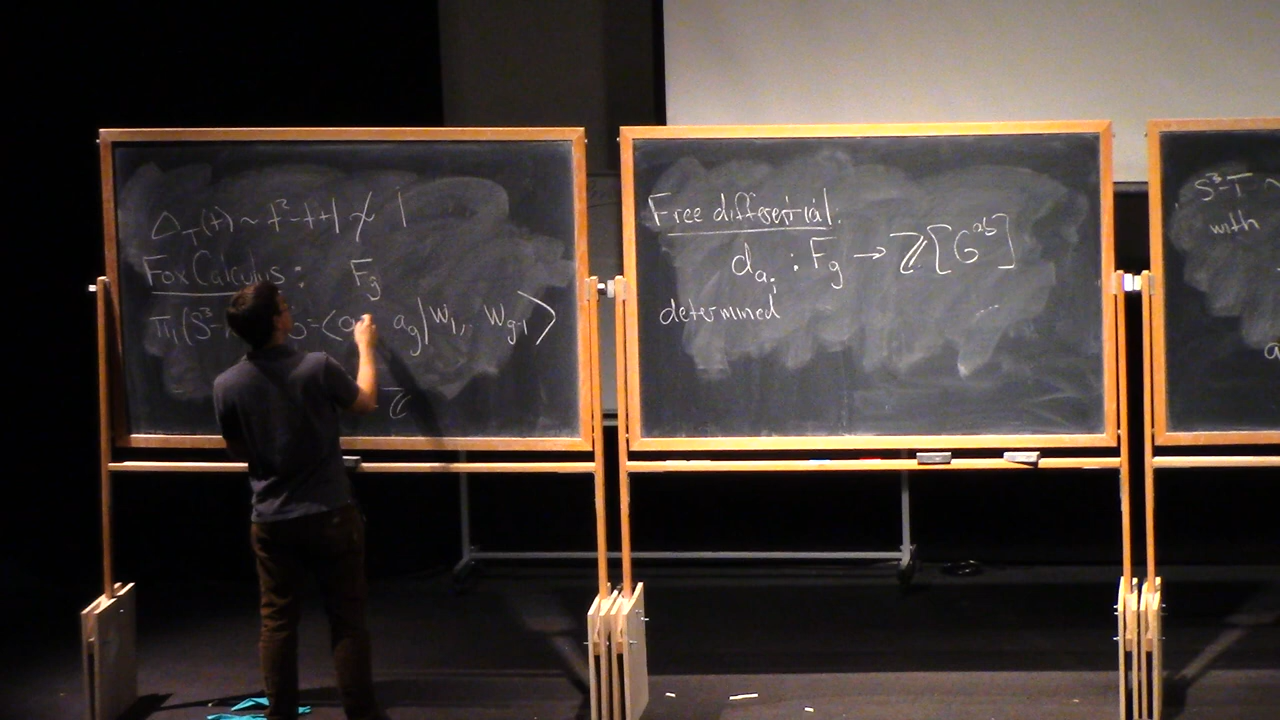 Δ_T(t) ~ t²-t+1 ≁ 1
Fox Calculus: F_g
π₁(S³- G=<a a_g | W₁, W_{g-1}>
ℤ
Free differential.
d_{a_i} : F_g → ℤ[G^{ab}]
determined
S³-T ~
with
a